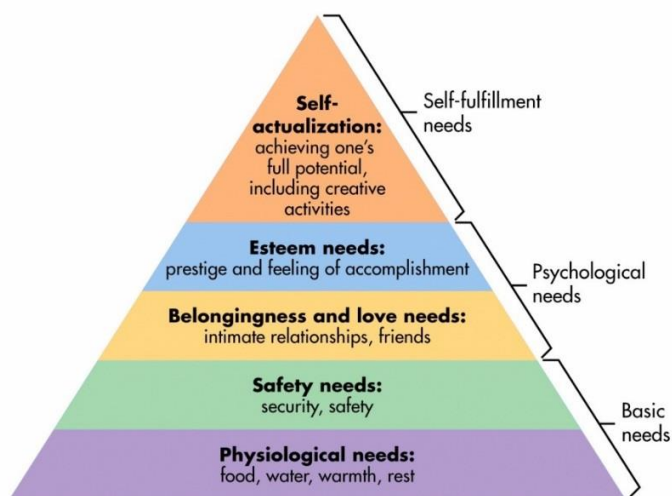 Self-
actualization:
achieving one's
full potential,
including creative
activities
Self-fulfillment
needs
Esteem needs:
prestige and feeling of accomplishment
Belongingness and love needs:
intimate relationships, friends
Psychological
needs
Safety needs:
security, safety
Physiological needs:
food, water, warmth, rest
Basic
needs